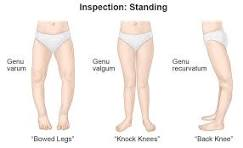 Inspection: Standing
Genu
varum
Genu
valgum
Genu
recurvatum
"Bowed Legs"
"Knock Knees"
"Back Knee"